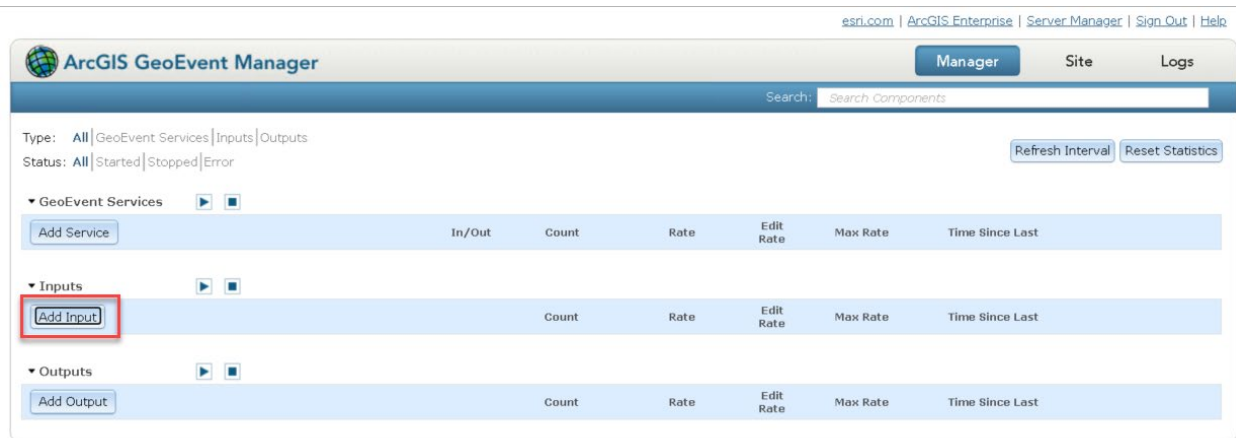 esri.com | ArcGIS Enterprise | Server Manager | Sign Out | Help
ArcGIS GeoEvent Manager
Manager Site Logs
Search: Search Components
Type: All|GeoEvent Services|Inputs|Outputs
Status: All|Started|Stopped|Error
Refresh Interval Reset Statistics
GeoEvent Services
Add Service In/Out Count Rate Edit Rate Max Rate Time Since Last
Inputs
Add Input Count Rate Edit Rate Max Rate Time Since Last
Outputs
Add Output Count Rate Edit Rate Max Rate Time Since Last